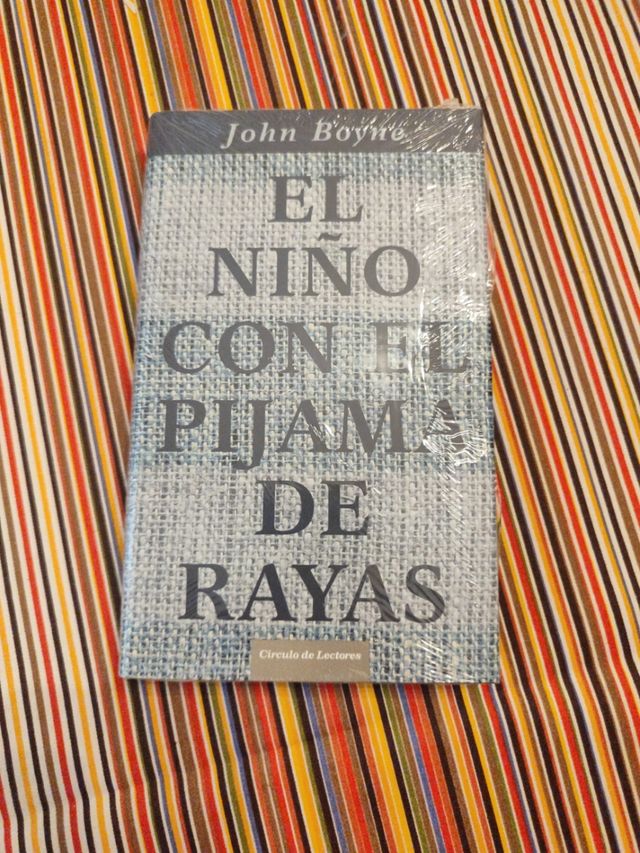 John Boyne
EL
NIÑO
CON EL
PIJAMA
DE
RAYAS
Círculo de Lectores